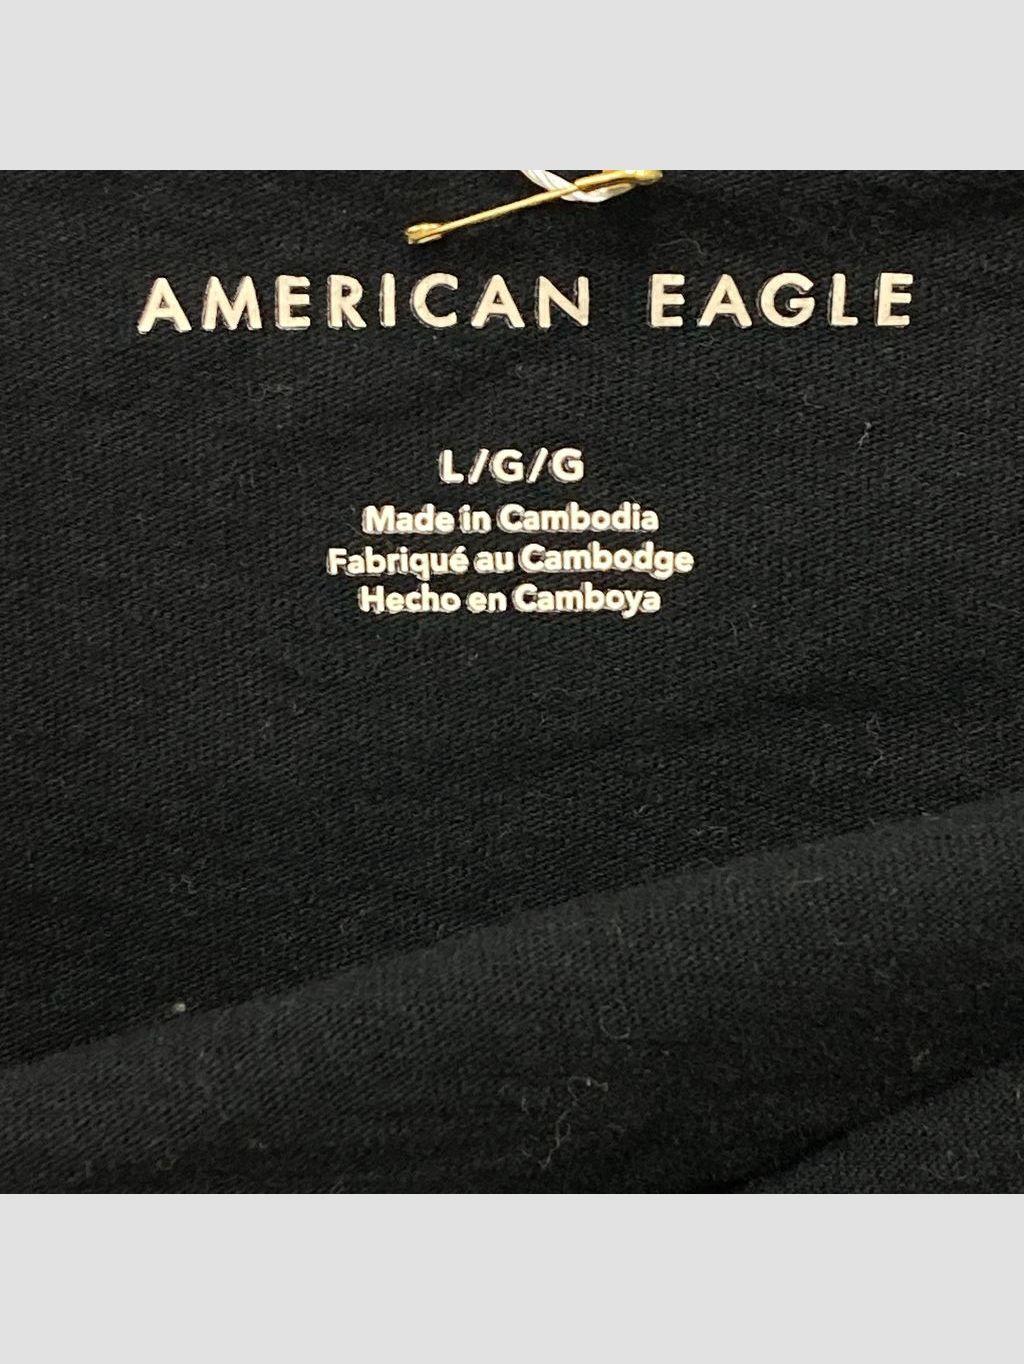 AMERICAN EAGLE
L/G/G
Made in Cambodia
Fabriqué au Cambodge
Hecho en Camboya